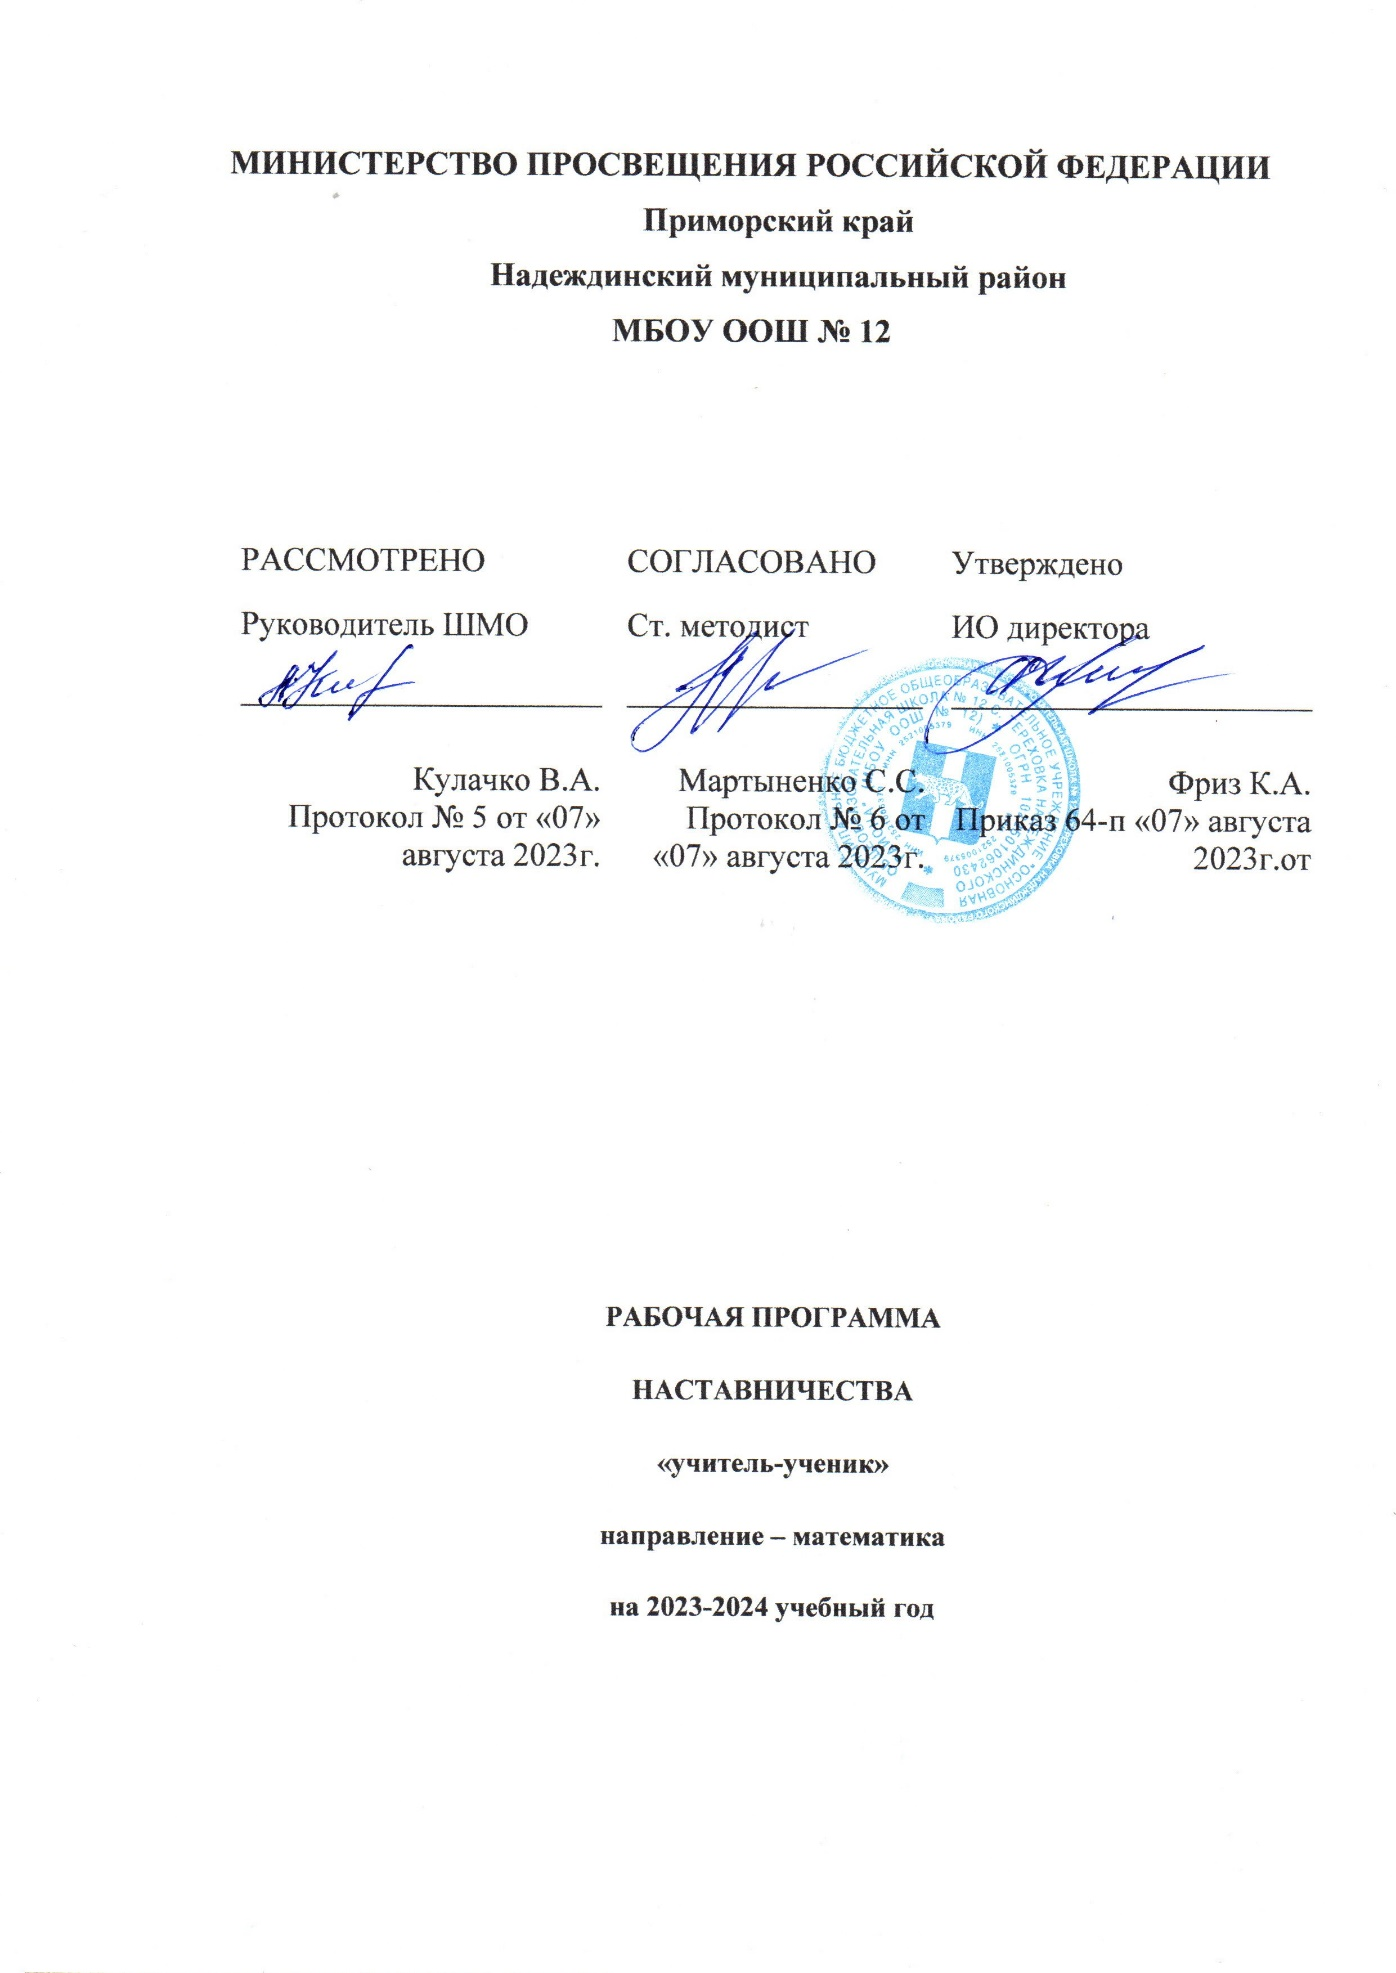 МИНИСТЕРСТВО ПРОСВЕЩЕНИЯ РОССИЙСКОЙ ФЕДЕРАЦИИ
Приморский край
Надеждинский муниципальный район
МБОУ ООШ № 12
РАССМОТРЕНО
Руководитель ШМО
Кулачко В.А.
Протокол № 5 от «07»
августа 2023г.
СОГЛАСОВАНО
Ст. методист
Мартыненко С.С.
Протокол № 6 от
«07» августа 2023г.
Утверждено
ИО директора
Фриз К.А.
Приказ 64-п «07» августа
2023г.от
РАБОЧАЯ ПРОГРАММА
НАСТАВНИЧЕСТВА
«учитель-ученик»
направление – математика
на 2023-2024 учебный год